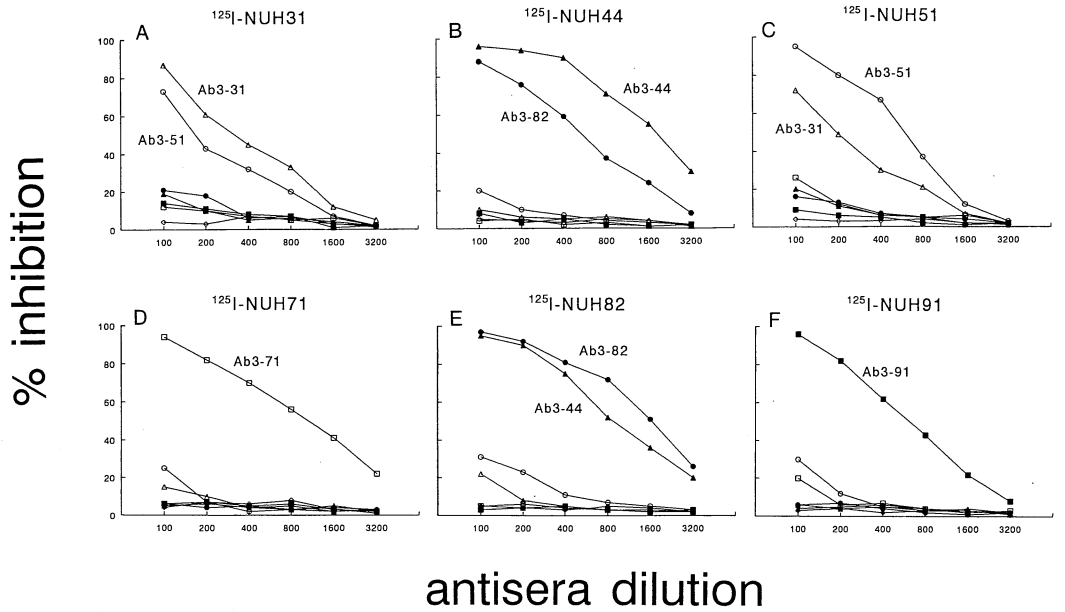 % inhibition
125I-NUH31
A
100
80
60
40
20
0
Ab3-31
Ab3-51
100 200 400 800 1600 3200
125I-NUH44
B
Ab3-44
Ab3-82
100 200 400 800 1600 3200
125I-NUH51
C
Ab3-51
Ab3-31
100 200 400 800 1600 3200
125I-NUH71
D
100
80
60
40
20
0
Ab3-71
100 200 400 800 1600 3200
125I-NUH82
E
Ab3-82
Ab3-44
100 200 400 800 1600 3200
125I-NUH91
F
Ab3-91
100 200 400 800 1600 3200
antisera dilution